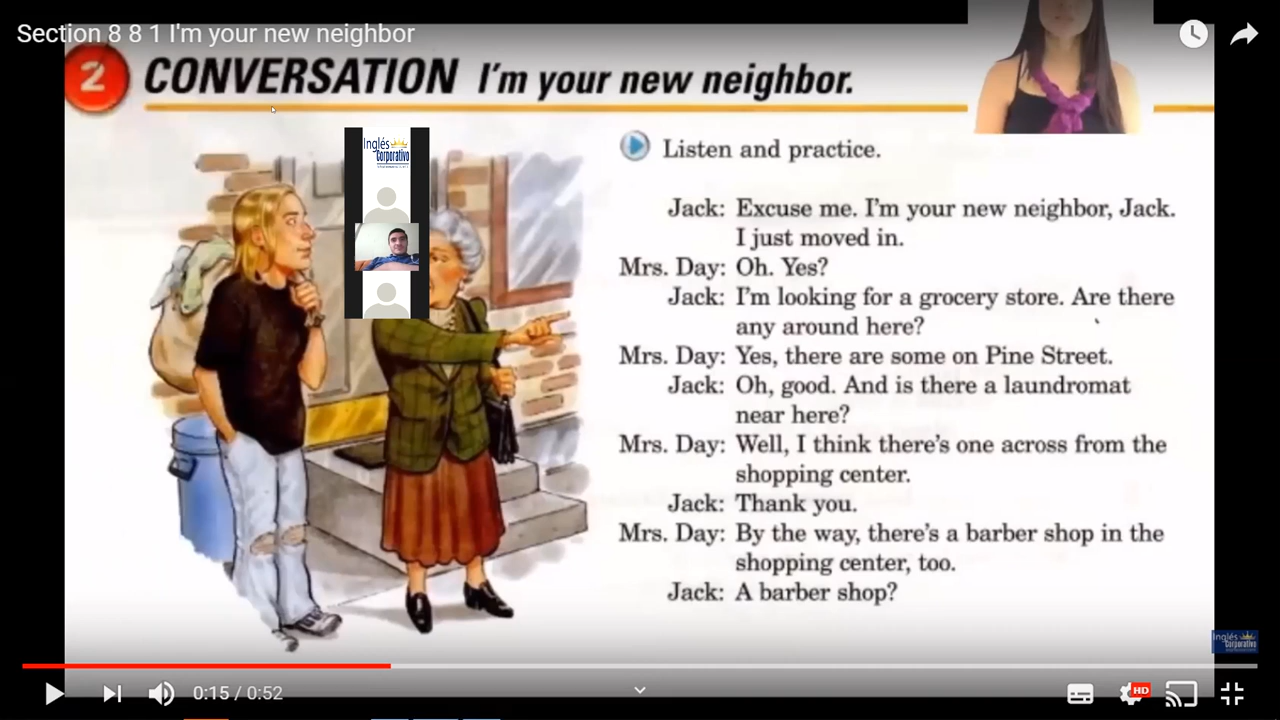 Section 8 8 1 I'm your new neighbor
2 CONVERSATION I'm your new neighbor.
Inglés
Corporativo
Listen and practice.
Jack: Excuse me. I'm your new neighbor, Jack.
I just moved in.
Mrs. Day: Oh. Yes?
Jack: I'm looking for a grocery store. Are there
any around here?
Mrs. Day: Yes, there are some on Pine Street.
Jack: Oh, good. And is there a laundromat
near here?
Mrs. Day: Well, I think there's one across from the
shopping center.
Jack: Thank you.
Mrs. Day: By the way, there's a barber shop in the
shopping center, too.
Jack: A barber shop?
Inglés
Corporativo
0:15 / 0:52
HD